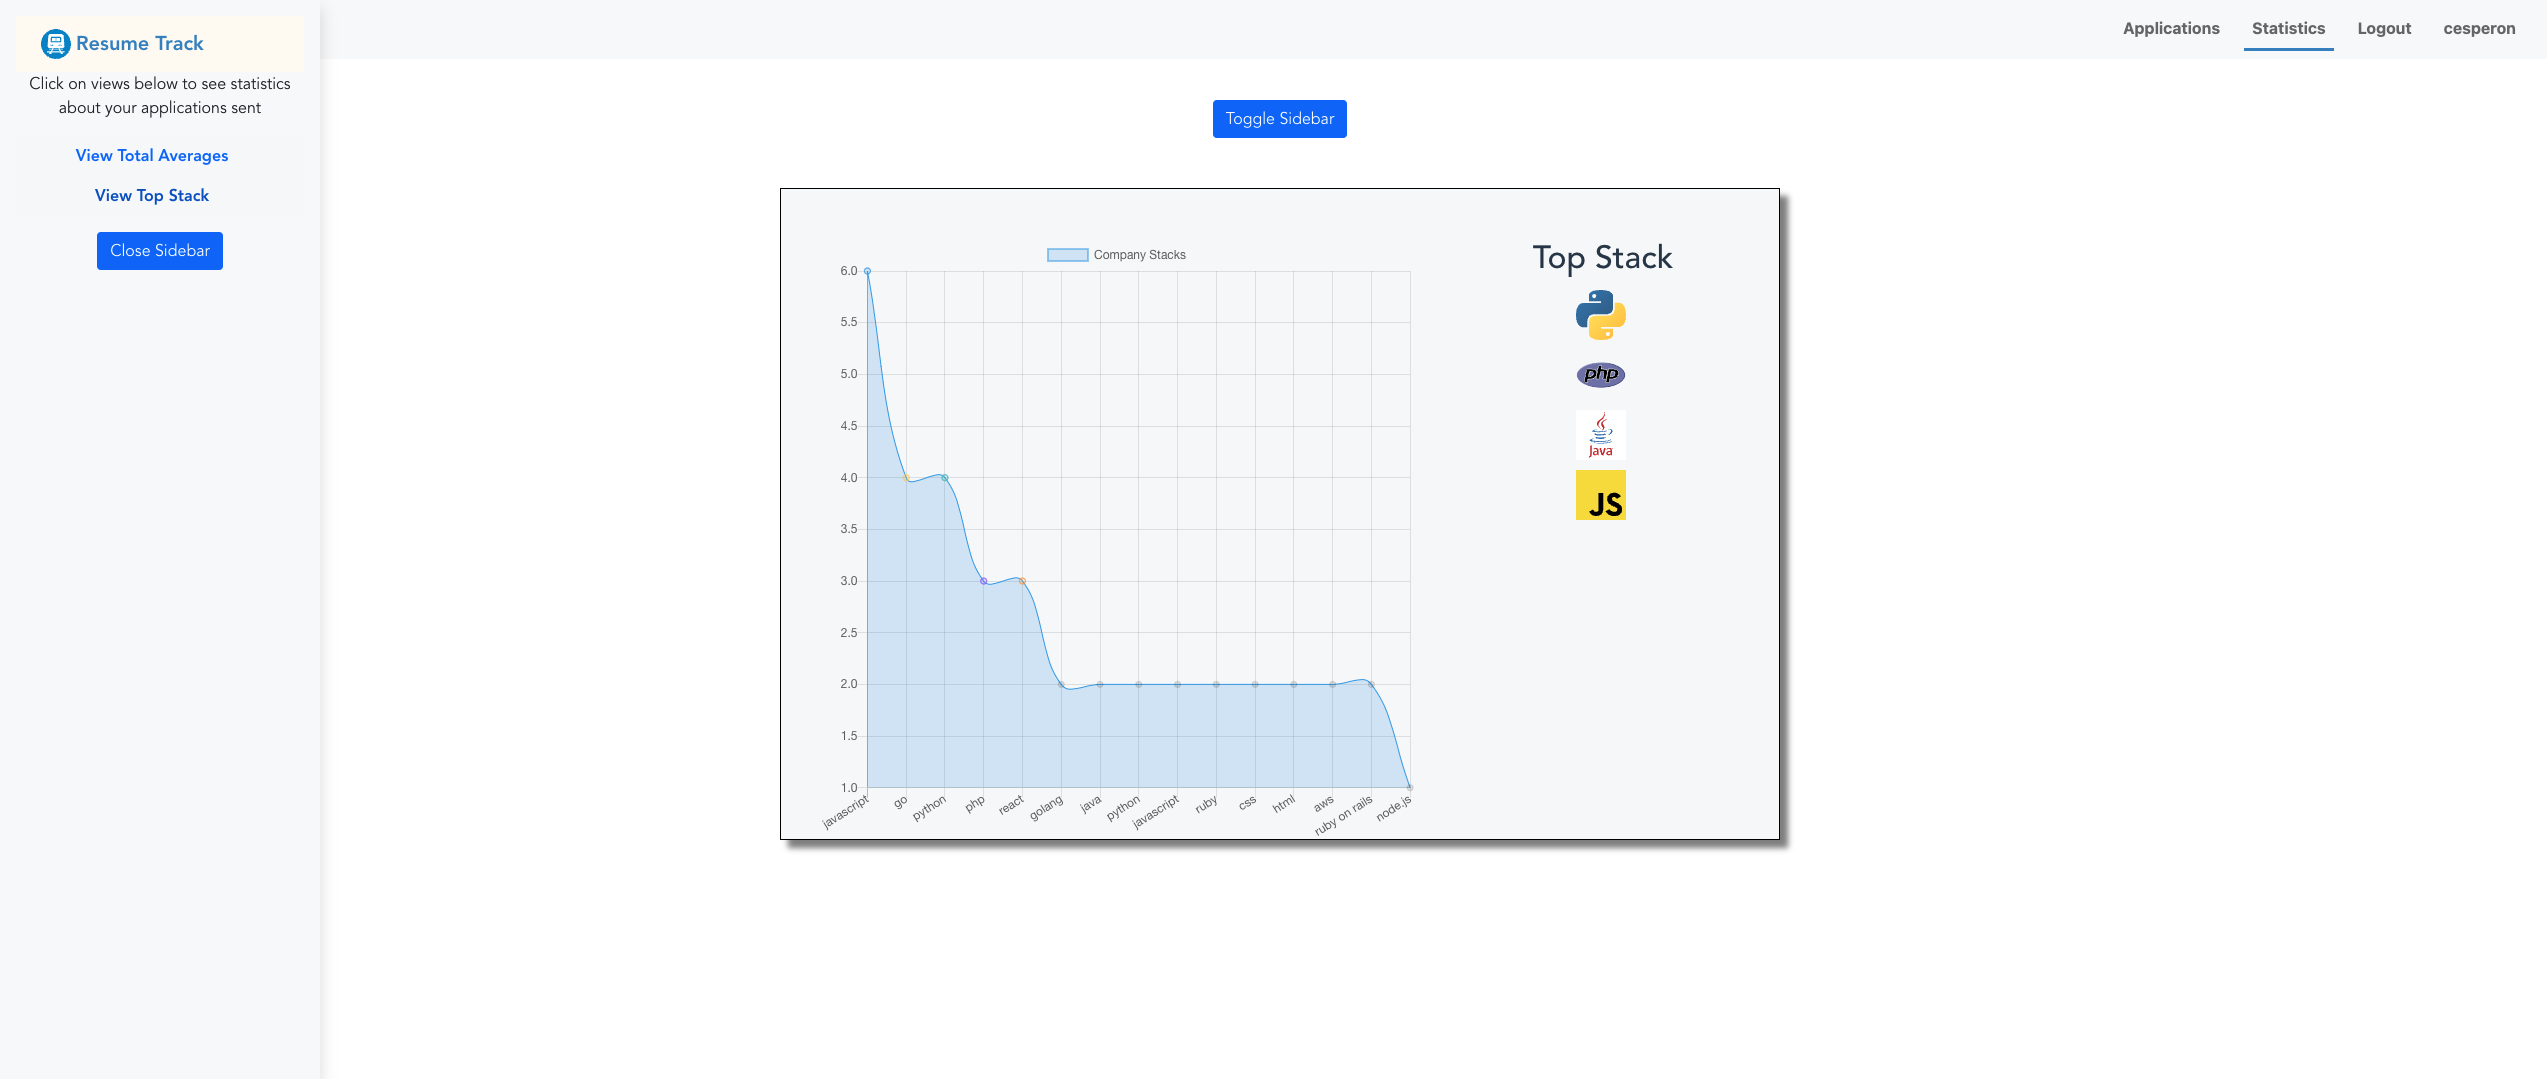 Resume Track
Click on views below to see statistics
about your applications sent
View Total Averages
View Top Stack
Close Sidebar
Applications
Statistics
Logout
cesperon
Toggle Sidebar
Company Stacks
6.0
5.5
5.0
4.5
4.0
3.5
3.0
2.5
2.0
1.5
1.0
javascript
go
python
php
react
golang
java
python
javascript
ruby
css
html
aws
ruby on rails
node.js
Top Stack
php
Java
JS